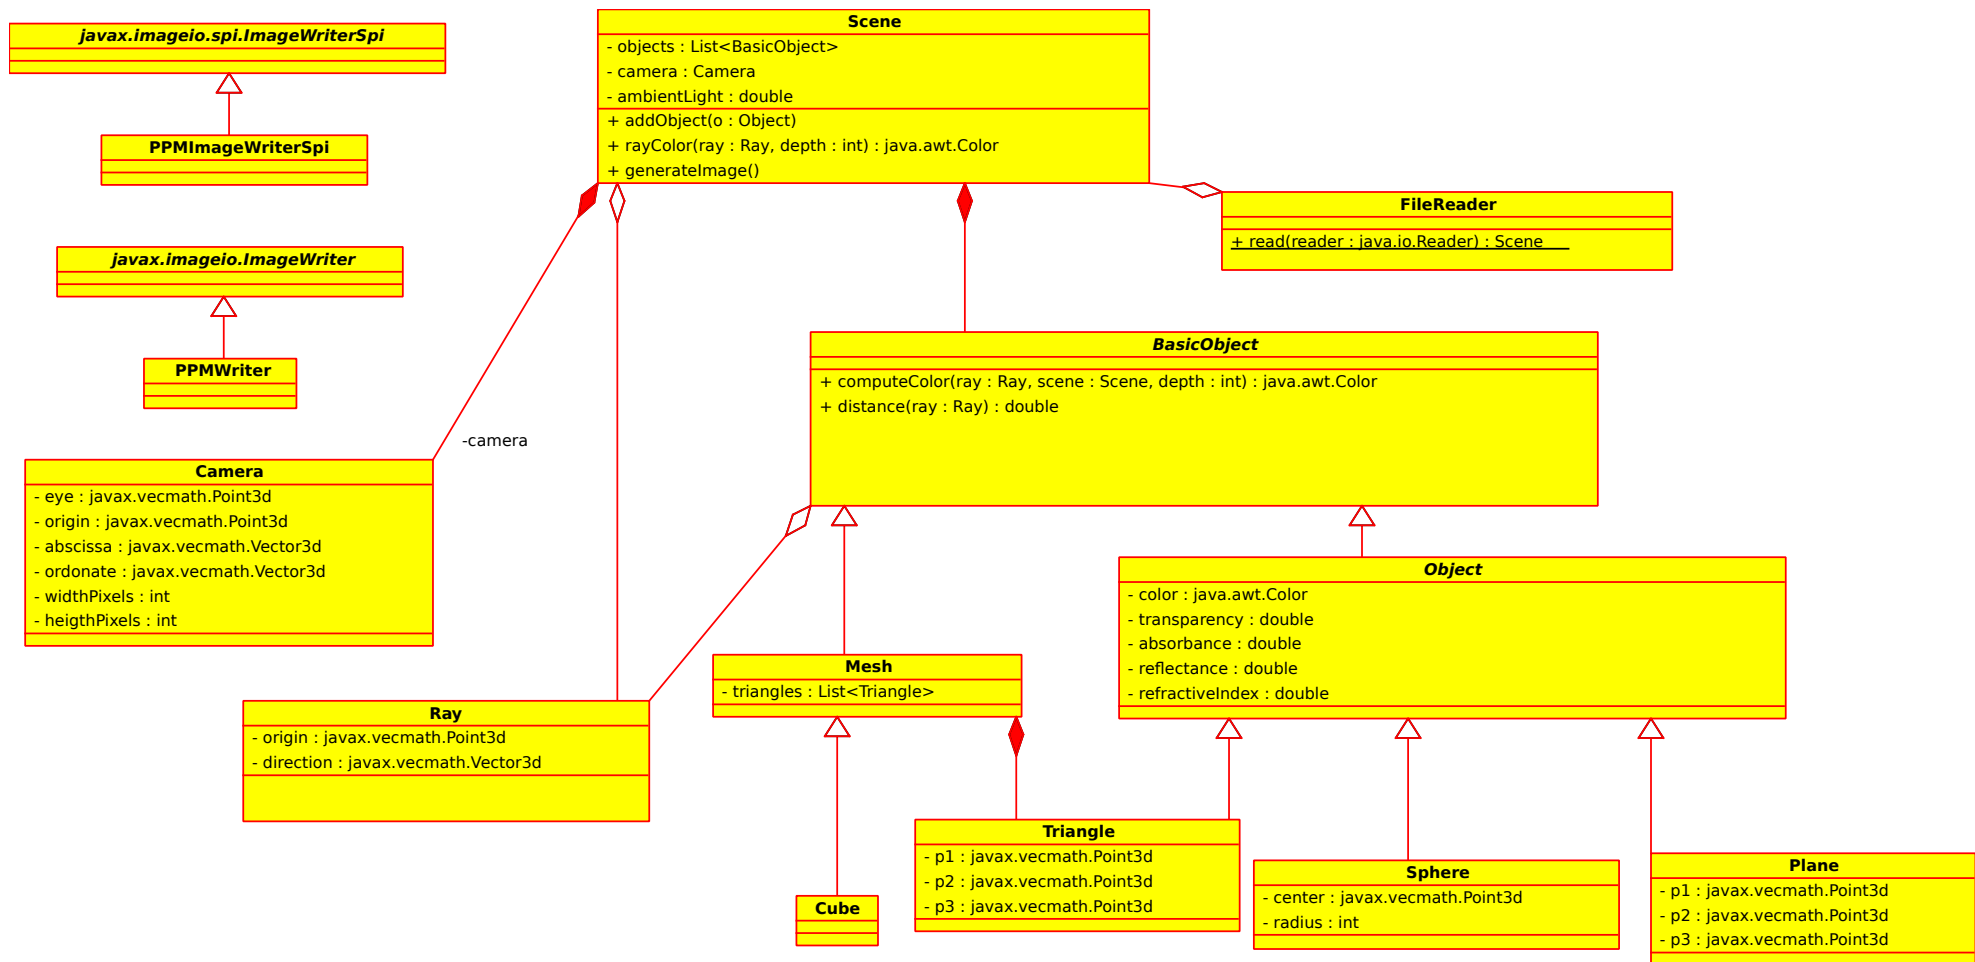 javax.imageio.spi.ImageWriterSpi
PPMImageWriterSpi
javax.imageio.ImageWriter
PPMWriter
Scene
- objects : List<BasicObject>
- camera : Camera
- ambientLight : double
+ addObject(o : Object)
+ rayColor(ray : Ray, depth : int) : java.awt.Color
+ generateImage()
FileReader
+ read(reader : java.io.Reader) : Scene
BasicObject
+ computeColor(ray : Ray, scene : Scene, depth : int) : java.awt.Color
+ distance(ray : Ray) : double
-camera
Camera
- eye : javax.vecmath.Point3d
- origin : javax.vecmath.Point3d
- abscissa : javax.vecmath.Vector3d
- ordonate : javax.vecmath.Vector3d
- widthPixels : int
- heigthPixels : int
Object
- color : java.awt.Color
- transparency : double
- absorbance : double
- reflectance : double
- refractiveIndex : double
Mesh
- triangles : List<Triangle>
Ray
- origin : javax.vecmath.Point3d
- direction : javax.vecmath.Vector3d
Cube
Triangle
- p1 : javax.vecmath.Point3d
- p2 : javax.vecmath.Point3d
- p3 : javax.vecmath.Point3d
Sphere
- center : javax.vecmath.Point3d
- radius : int
Plane
- p1 : javax.vecmath.Point3d
- p2 : javax.vecmath.Point3d
- p3 : javax.vecmath.Point3d